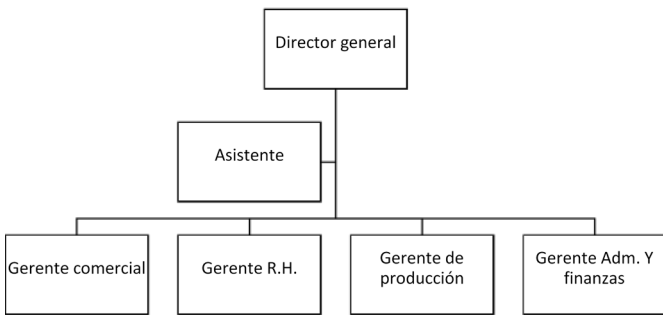 Director general
Asistente
Gerente comercial
Gerente R.H.
Gerente de
producción
Gerente Adm. Y
finanzas